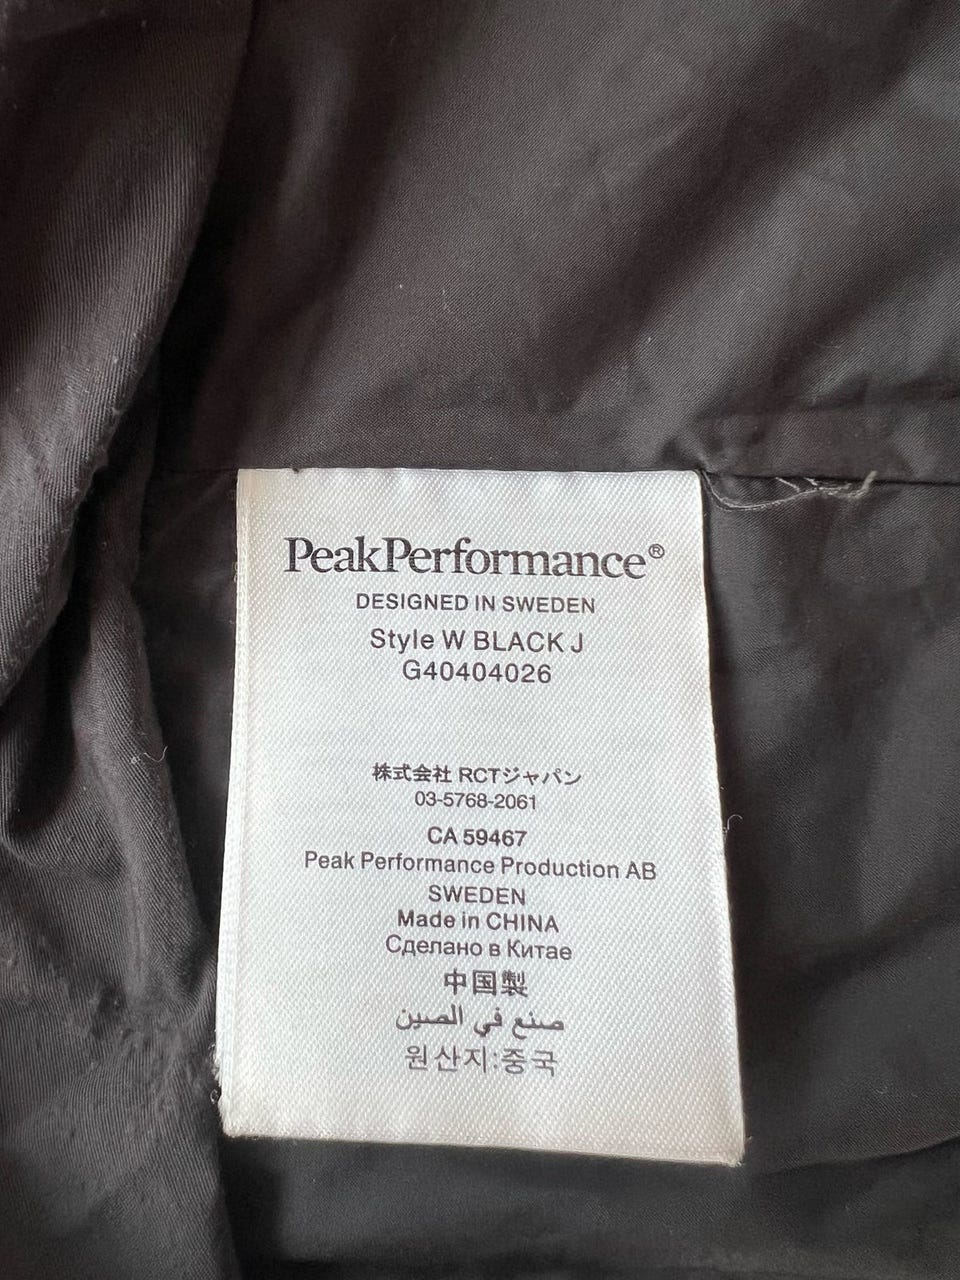 PeakPerformance®
DESIGNED IN SWEDEN
Style W BLACK J
G40404026
株式会社 RCTジャパン
03-5768-2061
CA 59467
Peak Performance Production AB
SWEDEN
Made in CHINA
Сделано в Китае
中国製
صنع في الصين
원산지:중국